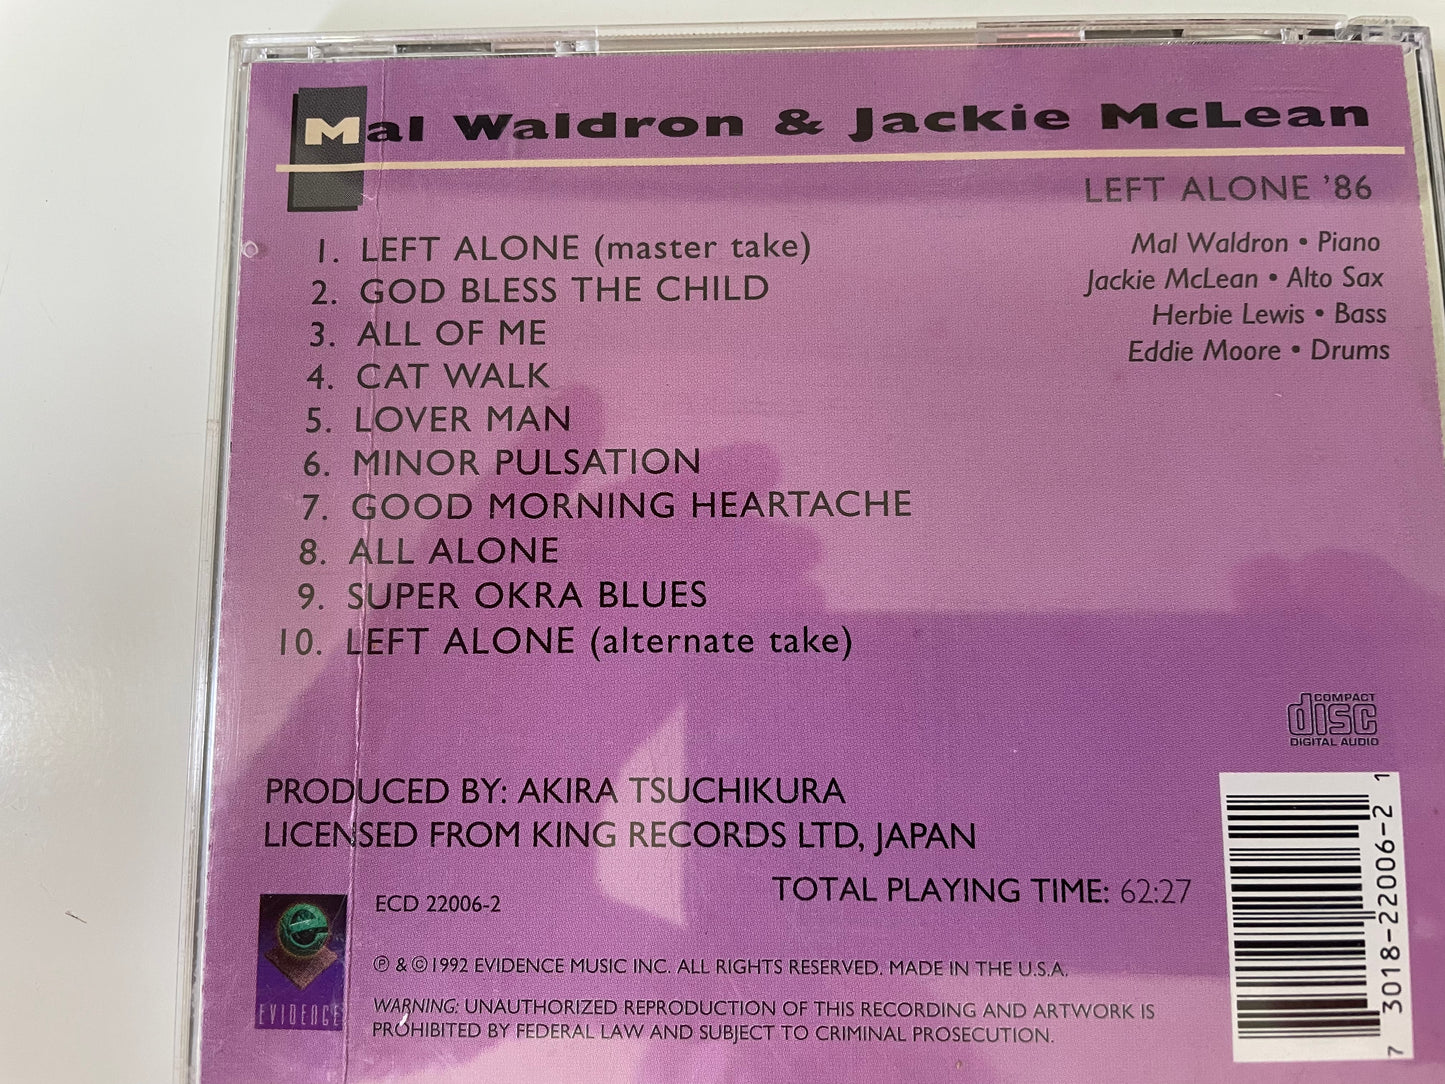 Mal Waldron & Jackie McLean
LEFT ALONE '86
1. LEFT ALONE (master take)
2. GOD BLESS THE CHILD
3. ALL OF ME
4. CAT WALK
5. LOVER MAN
6. MINOR PULSATION
7. GOOD MORNING HEARTACHE
8. ALL ALONE
9. SUPER OKRA BLUES
10. LEFT ALONE (alternate take)
Mal Waldron • Piano
Jackie McLean • Alto Sax
Herbie Lewis • Bass
Eddie Moore • Drums
COMPACT
disc
DIGITAL AUDIO
PRODUCED BY: AKIRA TSUCHIKURA
LICENSED FROM KING RECORDS LTD, JAPAN
TOTAL PLAYING TIME: 62:27
ECD 22006-2
e
EVIDENCE
℗ & © 1992 EVIDENCE MUSIC INC. ALL RIGHTS RESERVED. MADE IN THE U.S.A.
WARNING: UNAUTHORIZED REPRODUCTION OF THIS RECORDING AND ARTWORK IS
PROHIBITED BY FEDERAL LAW AND SUBJECT TO CRIMINAL PROSECUTION.
7 3018-22006-2 1